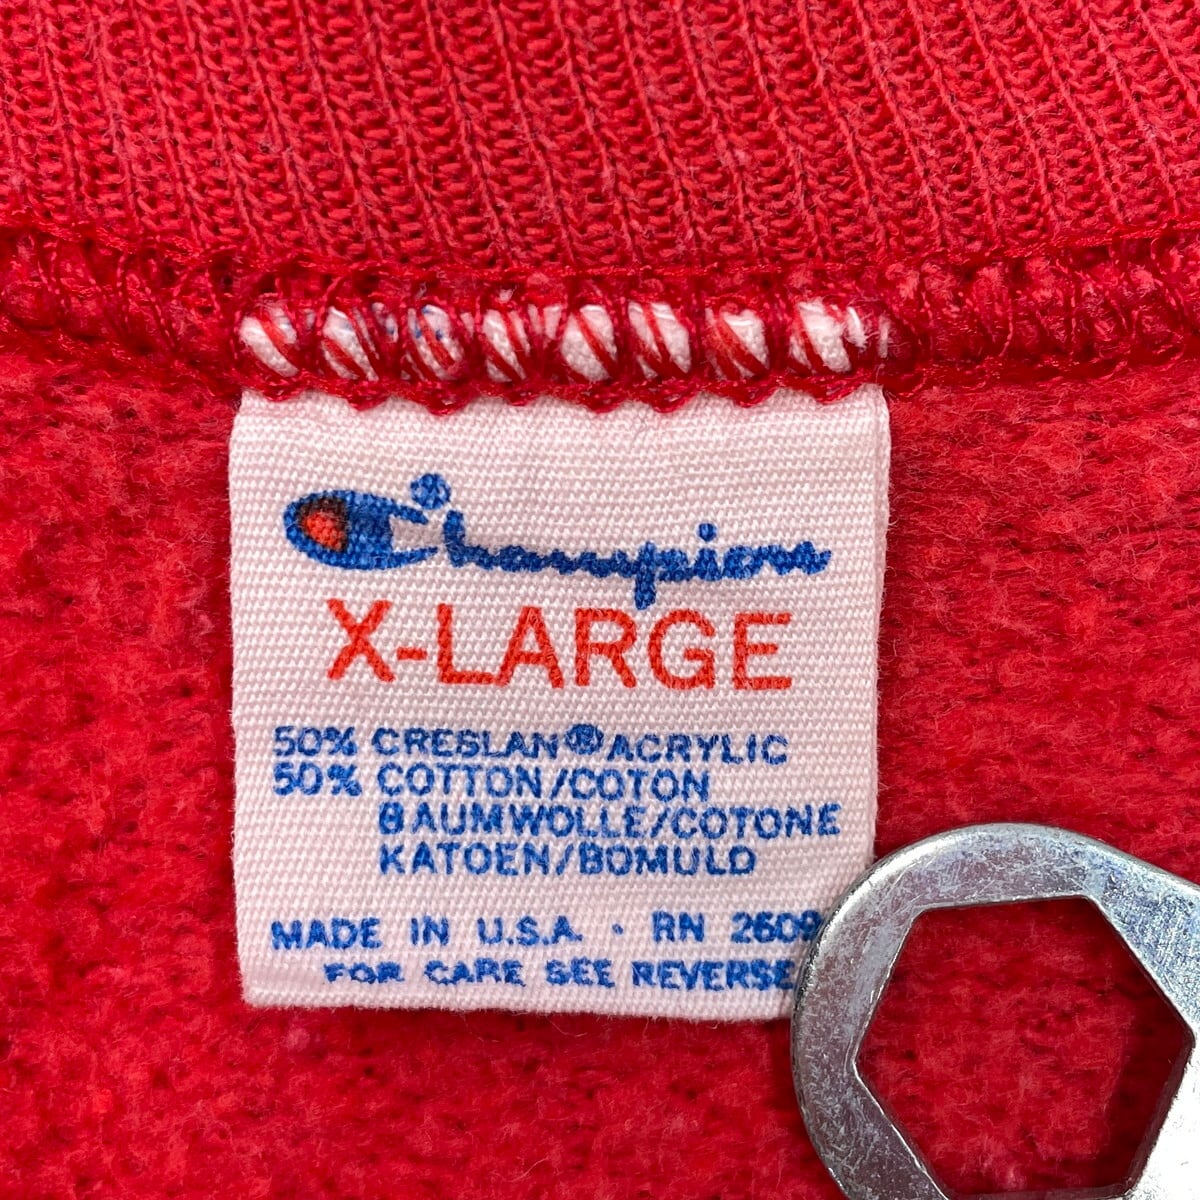 Champion
X-LARGE
50% CRESLAN® ACRYLIC
50% COTTON/COTON
BAUMWOLLE/COTONE
KATOEN/BOMULD
MADE IN U.S.A. · RN
FOR CARE SEE REVERSE